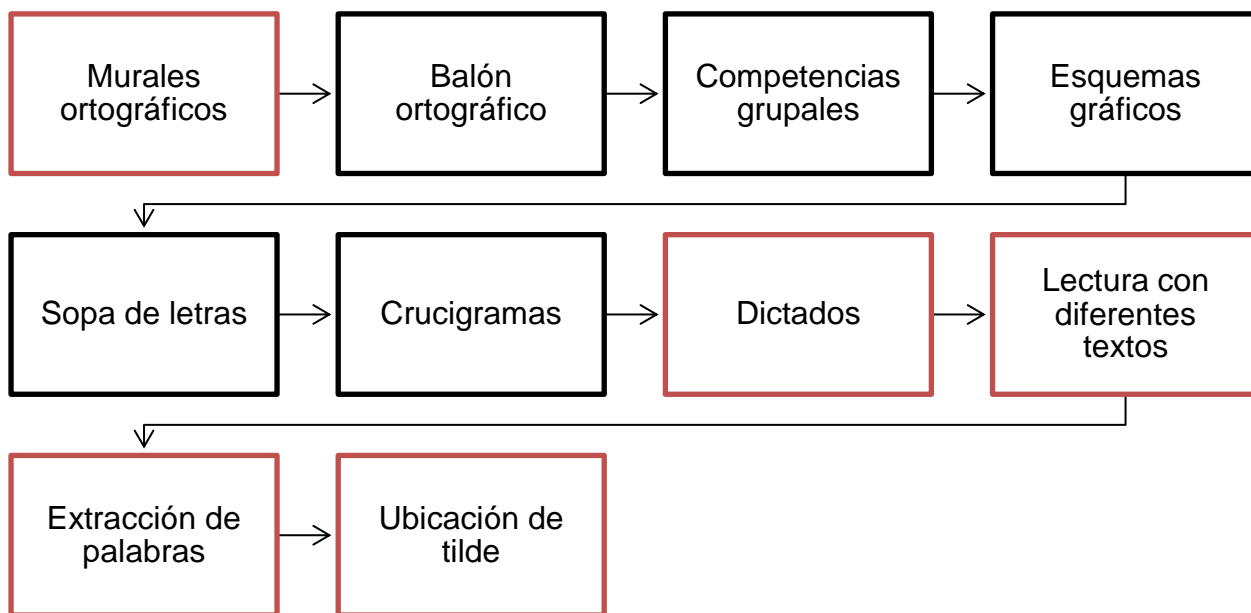 Murales
ortográficos
Balón
ortográfico
Competencias
grupales
Esquemas
gráficos
Sopa de letras
Crucigramas
Dictados
Lectura con
diferentes
textos
Extracción de
palabras
Ubicación de
tilde